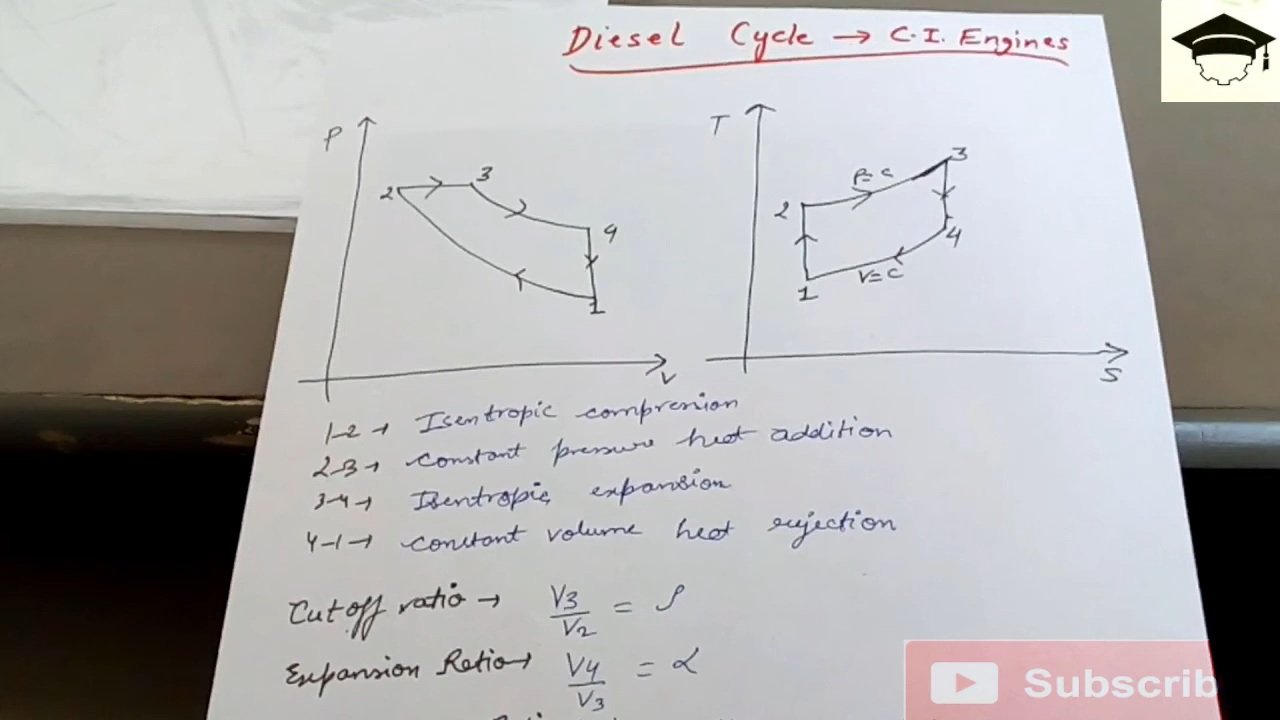 Diesel Cycle → C.I. Engines
P
2
3
4
1
V
T
P=C
3
2
4
V=C
1
S
1-2 → Isentropic compression
2-3 → constant pressure heat addition
3-4 → Isentropic expansion
4-1 → constant volume heat rejection
Cutoff ratio → V3/V2 = ρ
Expansion Ratio → V4/V3 = α
Subscrib